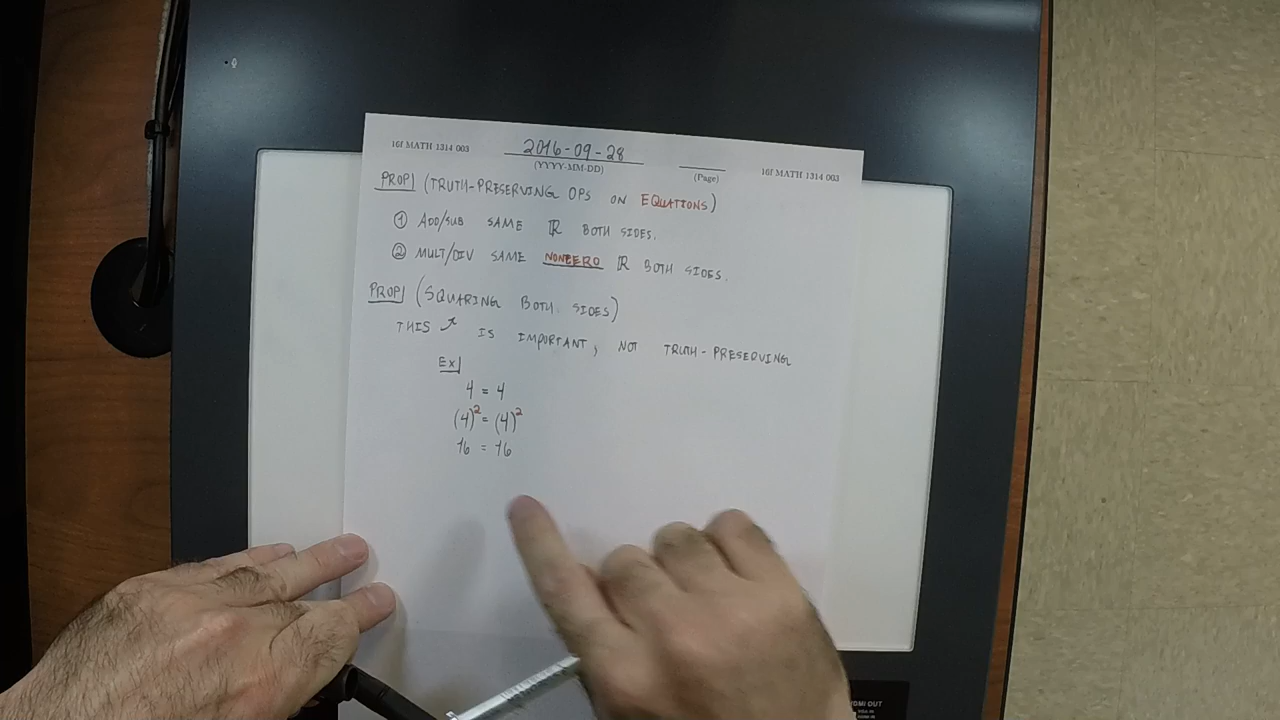 16f MATH 1314 003 2016-09-28 16f MATH 1314 003
(YYYY-MM-DD) (Page)
PROP (TRUTH-PRESERVING OPS ON EQUATIONS)
① ADD/SUB SAME ℝ BOTH SIDES.
② MULT/DIV SAME NONZERO ℝ BOTH SIDES.
PROP (SQUARING BOTH SIDES)
THIS ↗ IS IMPORTANT, NOT TRUTH-PRESERVING
Ex
4 = 4
(4)² = (4)²
16 = 16
HDMI OUT